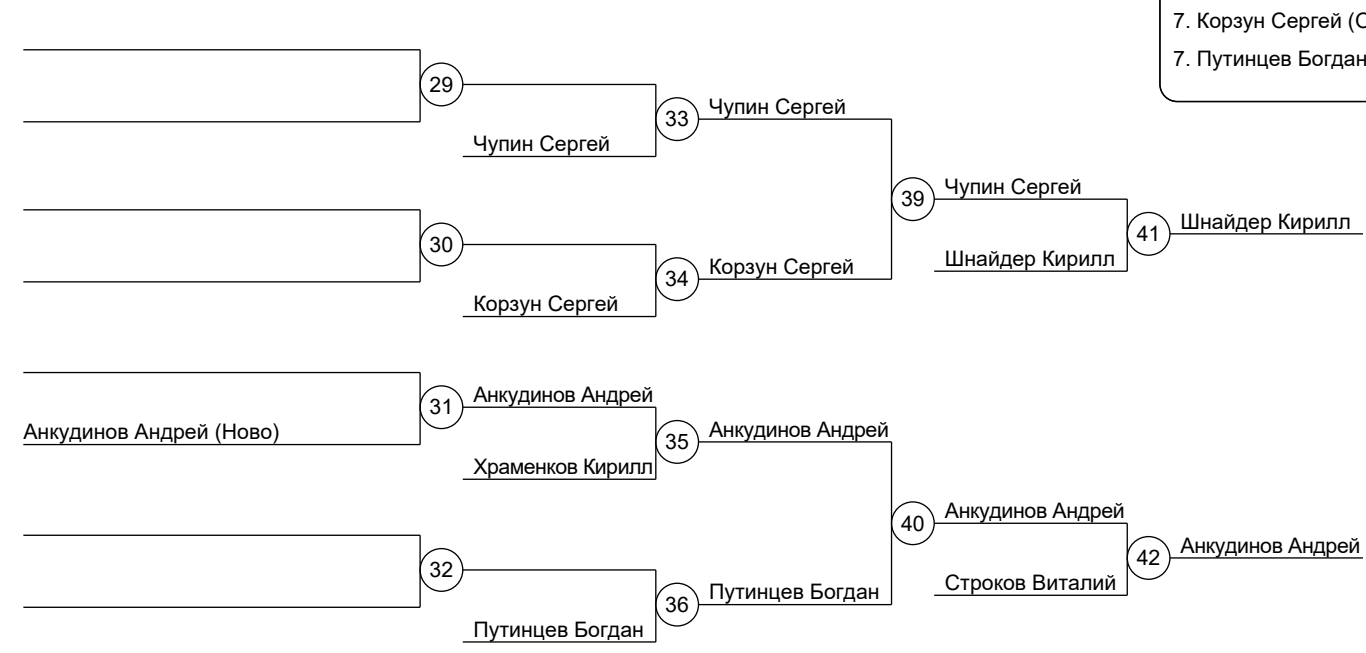 7. Корзун Сергей (
7. Путинцев Богдан
29
Чупин Сергей
33
Чупин Сергей
Чупин Сергей
39
30
Шнайдер Кирилл
41
Шнайдер Кирилл
34
Корзун Сергей
Корзун Сергей
Анкудинов Андрей (Ново)
31
Анкудинов Андрей
Храменков Кирилл
35
Анкудинов Андрей
40
Анкудинов Андрей
Строков Виталий
42
Анкудинов Андрей
32
Путинцев Богдан
36
Путинцев Богдан